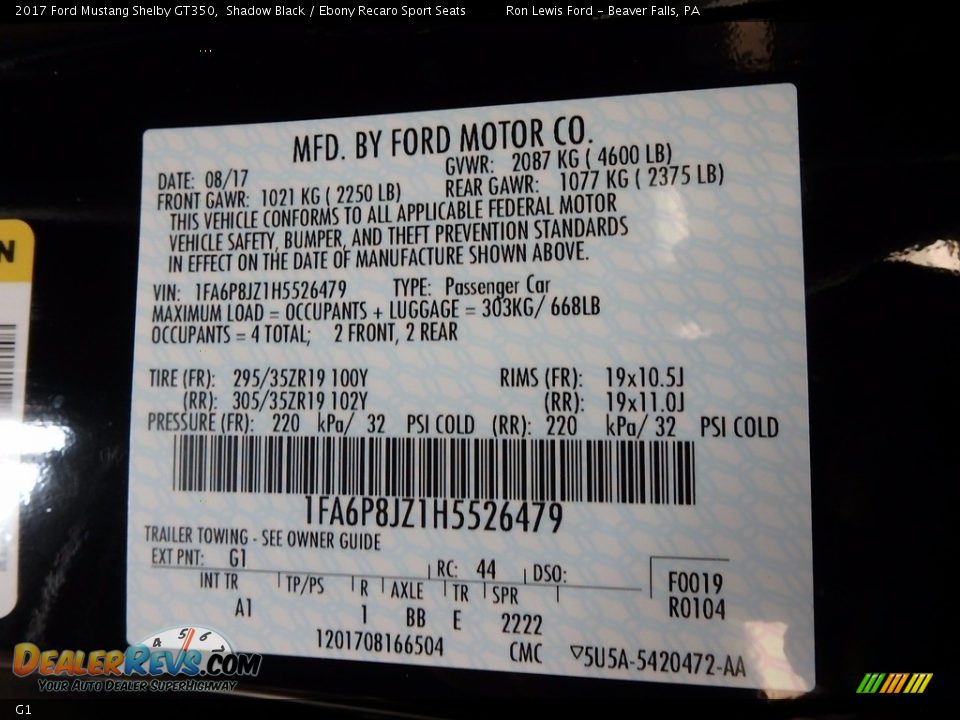 2017 Ford Mustang Shelby GT350, Shadow Black / Ebony Recaro Sport Seats Ron Lewis Ford - Beaver Falls, PA
MFD. BY FORD MOTOR CO.
DATE: 08/17 GVWR: 2087 KG ( 4600 LB)
FRONT GAWR: 1021 KG ( 2250 LB) REAR GAWR: 1077 KG ( 2375 LB)
THIS VEHICLE CONFORMS TO ALL APPLICABLE FEDERAL MOTOR
VEHICLE SAFETY, BUMPER, AND THEFT PREVENTION STANDARDS
IN EFFECT ON THE DATE OF MANUFACTURE SHOWN ABOVE.
VIN: 1FA6P8JZ1H5526479 TYPE: Passenger Car
MAXIMUM LOAD = OCCUPANTS + LUGGAGE = 303KG/ 668LB
OCCUPANTS = 4 TOTAL; 2 FRONT, 2 REAR
TIRE (FR): 295/35ZR19 100Y RIMS (FR): 19x10.5J
(RR): 305/35ZR19 102Y (RR): 19x11.0J
PRESSURE (FR): 220 kPa/ 32 PSI COLD (RR): 220 kPa/ 32 PSI COLD
1FA6P8JZ1H5526479
TRAILER TOWING - SEE OWNER GUIDE
EXT PNT: G1 RC: 44 DSO:
INT TR TP/PS R AXLE TR SPR F0019
A1 1 BB E 2222 R0104
1201708166504 CMC ▽5U5A-5420472-AA
N
4 5 6
DEALERREVS.COM
YOUR AUTO DEALER SUPERHIGHWAY
G1